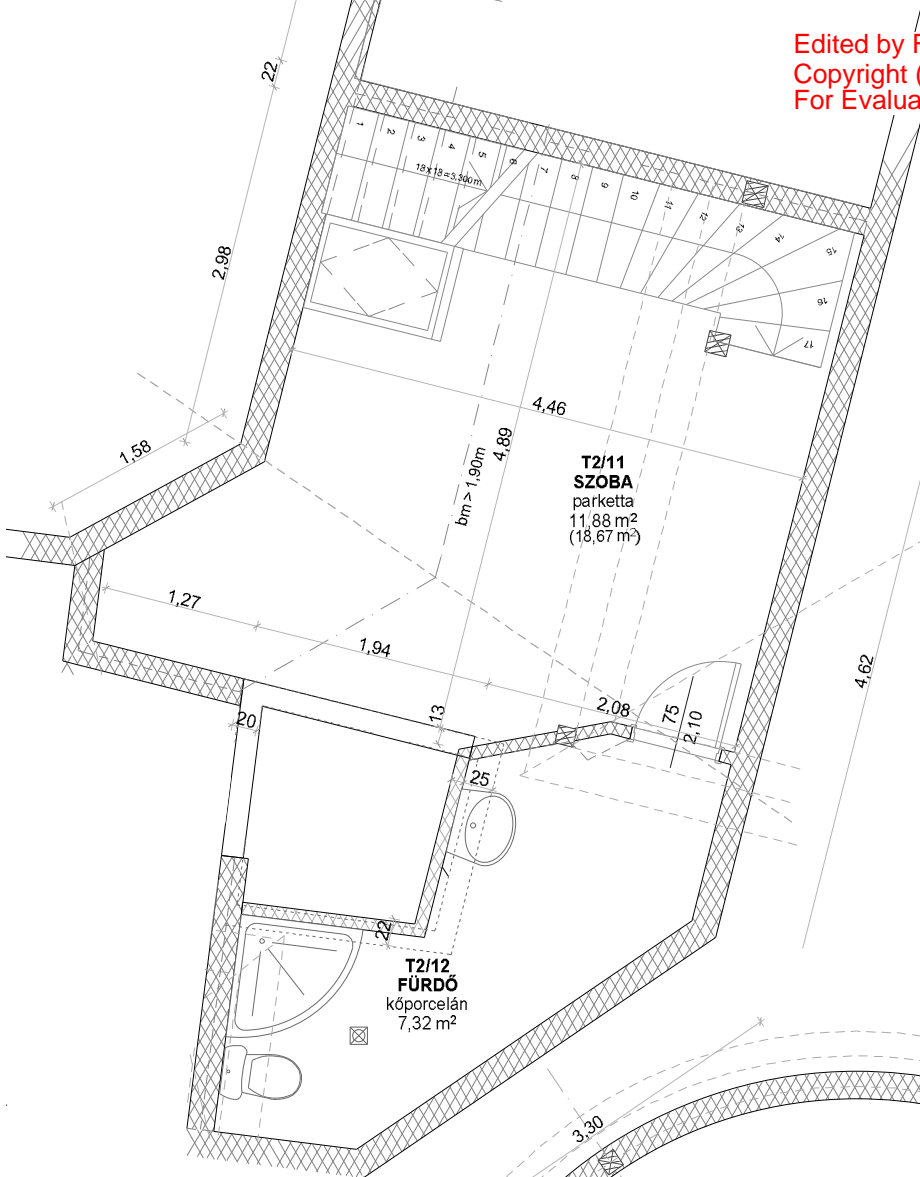 Edited by F
Copyright (
For Evalua
22
1
2
3
4
5
6
7
8
9
10
11
12
13
14
15
16
17
18x18=3,300m
2,98
4,46
4,89
1,58
bm > 1,90m
T2/11
SZOBA
parketta
11,88 m²
(18,67 m²)
1,27
1,94
2,08
75
2,10
4,62
20
13
25
22
T2/12
FÜRDŐ
kőporcelán
7,32 m²
3,30